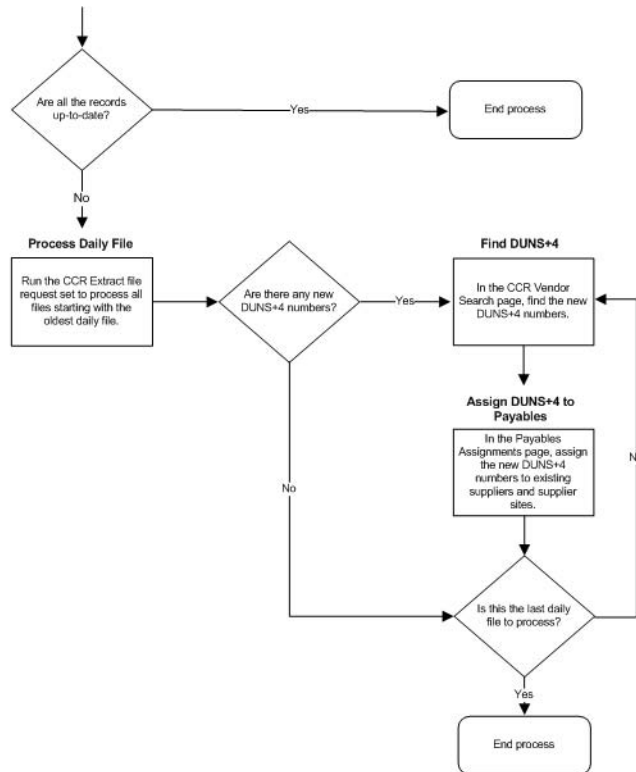 Are all the records
up-to-date?
Yes
End process
No
Process Daily File
Run the CCR Extract file
request set to process all
files starting with the
oldest daily file.
Are there any new
DUNS+4 numbers?
Yes
Find DUNS+4
In the CCR Vendor
Search page, find the new
DUNS+4 numbers.
Assign DUNS+4 to
Payables
In the Payables
Assignments page, assign
the new DUNS+4
numbers to existing
suppliers and supplier
sites.
No
Is this the last daily
file to process?
Yes
End process